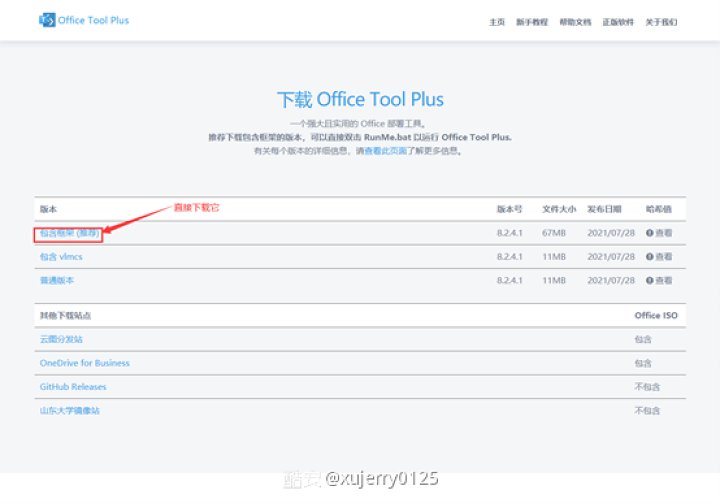 Office Tool Plus
主页 新手教程 帮助文档 正版软件 关于我们
下载 Office Tool Plus
一个强大且实用的 Office 部署工具。
推荐下载包含框架的版本，可以直接双击 RunMe.bat 以运行 Office Tool Plus.
有关每个版本的详细信息，请查看此页面了解更多信息。
直接下载它
版本 版本号 文件大小 发布日期 哈希值
包含框架 (推荐) 8.2.4.1 67MB 2021/07/28 查看
包含 vlmcs 8.2.4.1 11MB 2021/07/28 查看
普通版本 8.2.4.1 11MB 2021/07/28 查看
其他下载站点 Office ISO
云图分发站 包含
OneDrive for Business 包含
GitHub Releases 不包含
山东大学镜像站 不包含
酷安 @xujerry0125